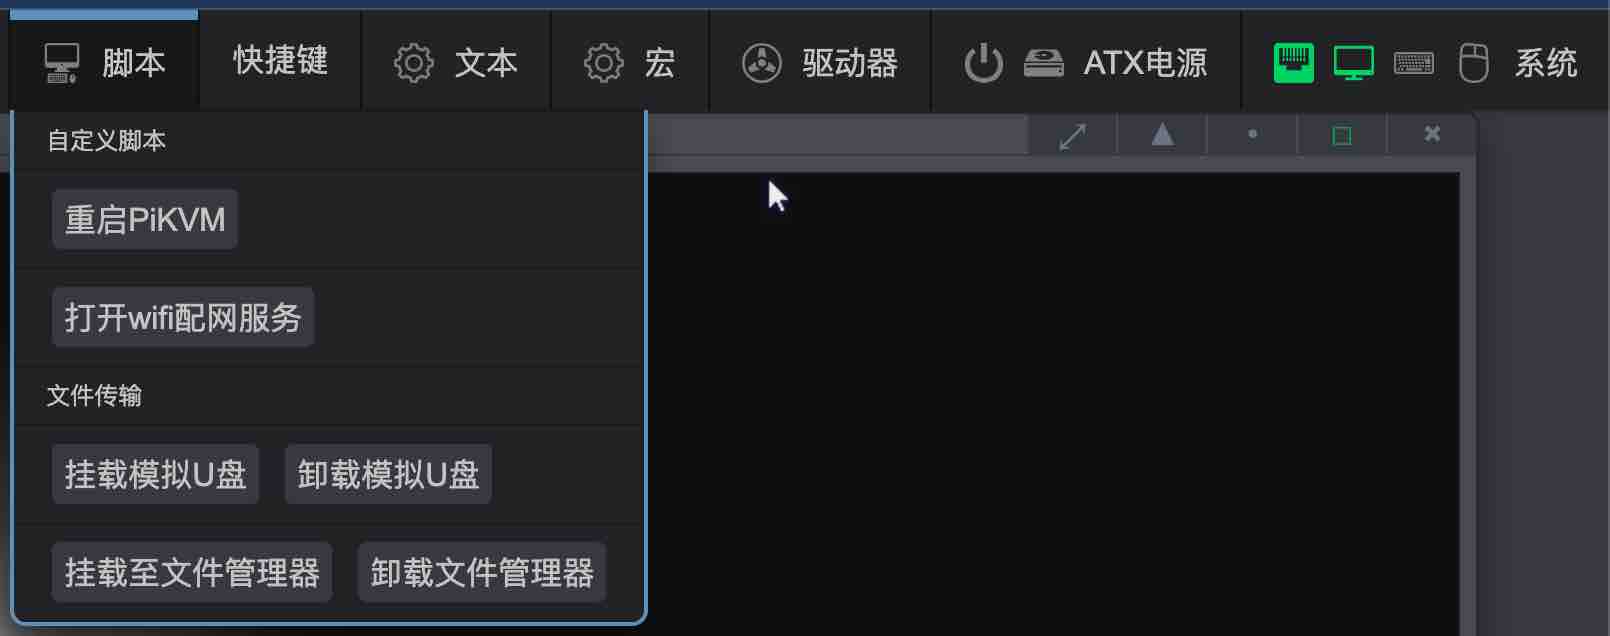 脚本 快捷键 文本 宏 驱动器 ATX电源 系统
自定义脚本
重启PiKVM
打开wifi配网服务
文件传输
挂载模拟U盘 卸载模拟U盘
挂载至文件管理器 卸载文件管理器